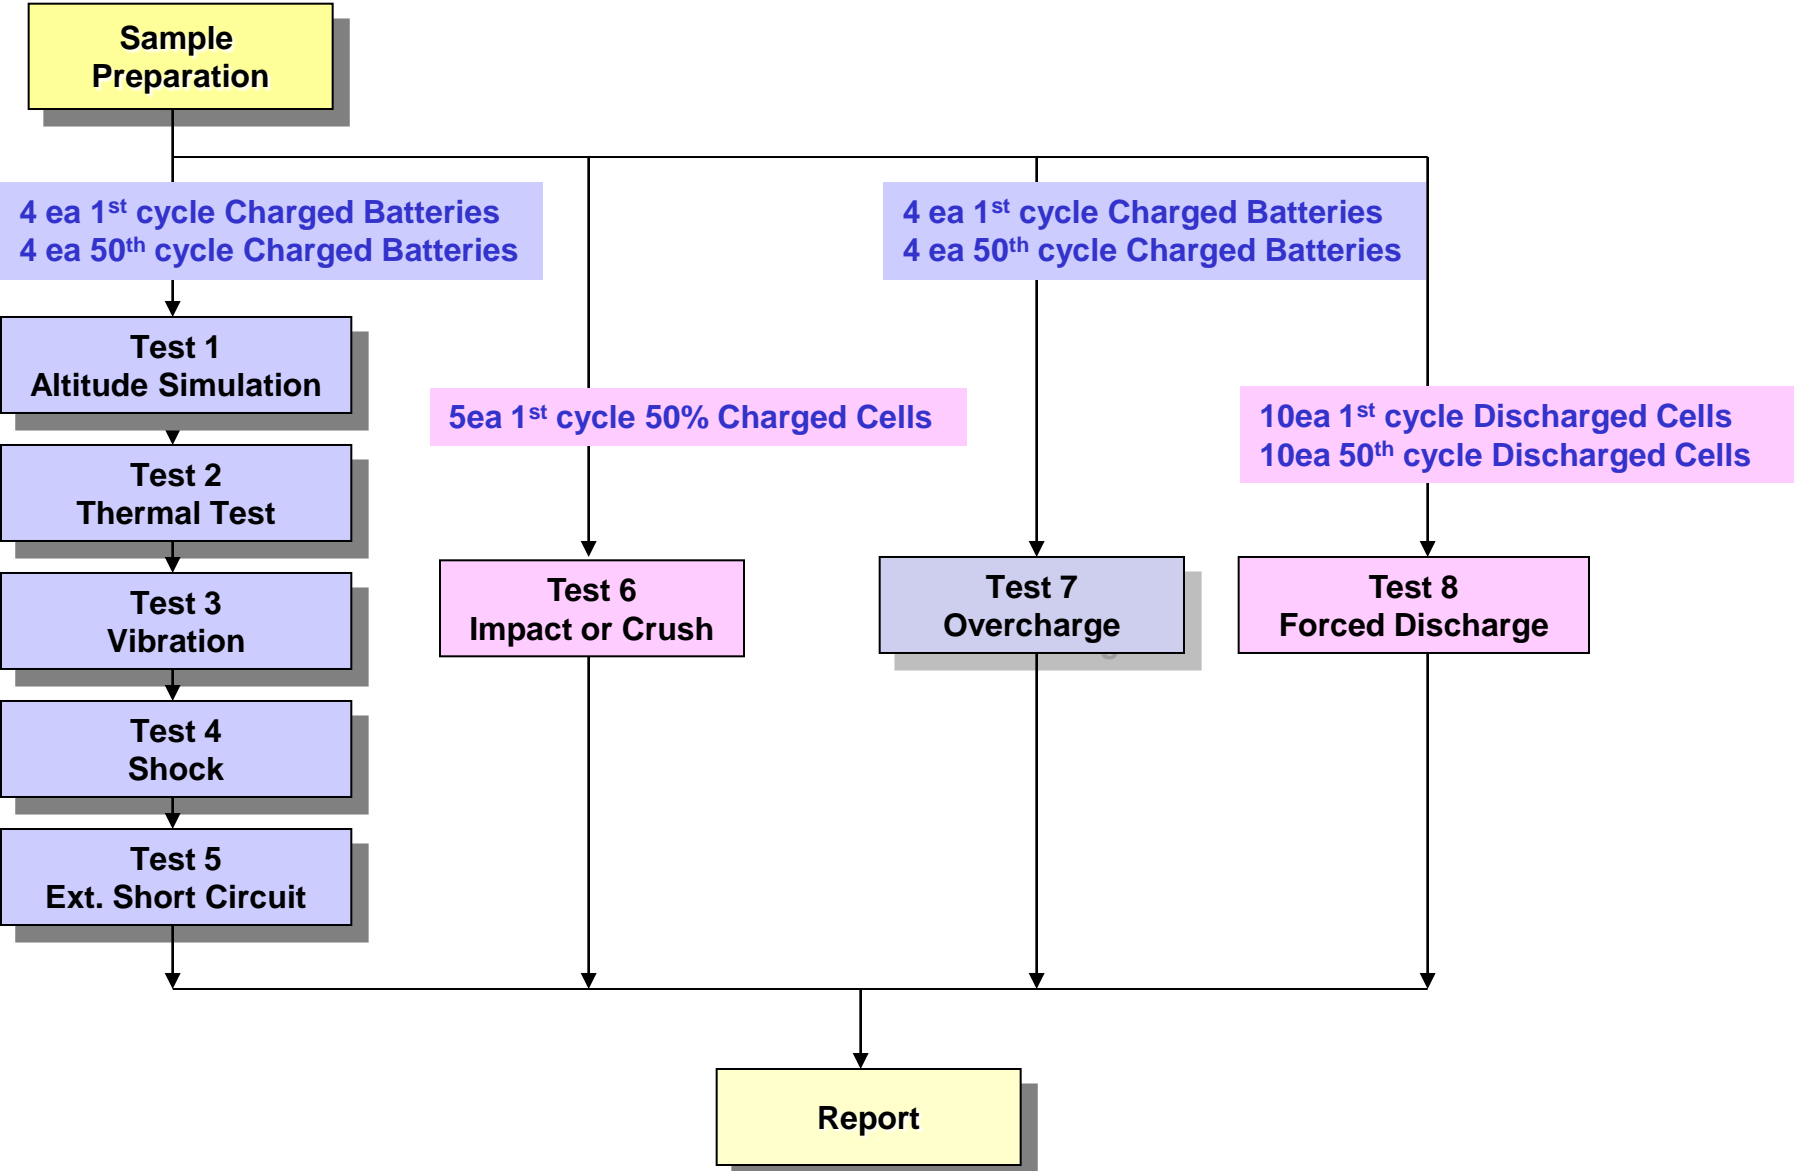 Sample
Preparation
4 ea 1st cycle Charged Batteries
4 ea 50th cycle Charged Batteries
4 ea 1st cycle Charged Batteries
4 ea 50th cycle Charged Batteries
Test 1
Altitude Simulation
5ea 1st cycle 50% Charged Cells
10ea 1st cycle Discharged Cells
10ea 50th cycle Discharged Cells
Test 2
Thermal Test
Test 3
Vibration
Test 6
Impact or Crush
Test 7
Overcharge
Test 8
Forced Discharge
Test 4
Shock
Test 5
Ext. Short Circuit
Report